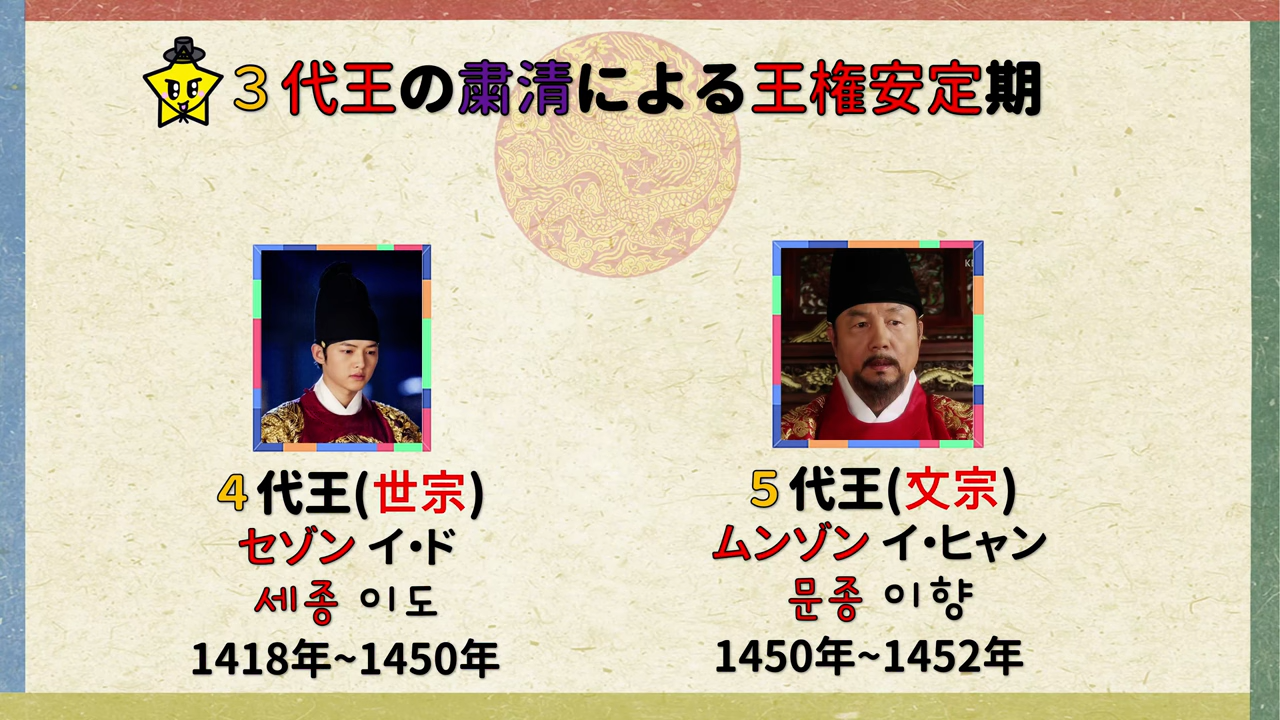 ３代王の粛清による王権安定期
４代王(世宗)
セゾン イ・ド
세종 이도
1418年~1450年
５代王(文宗)
ムンゾン イ・ヒャン
문종 이향
1450年~1452年